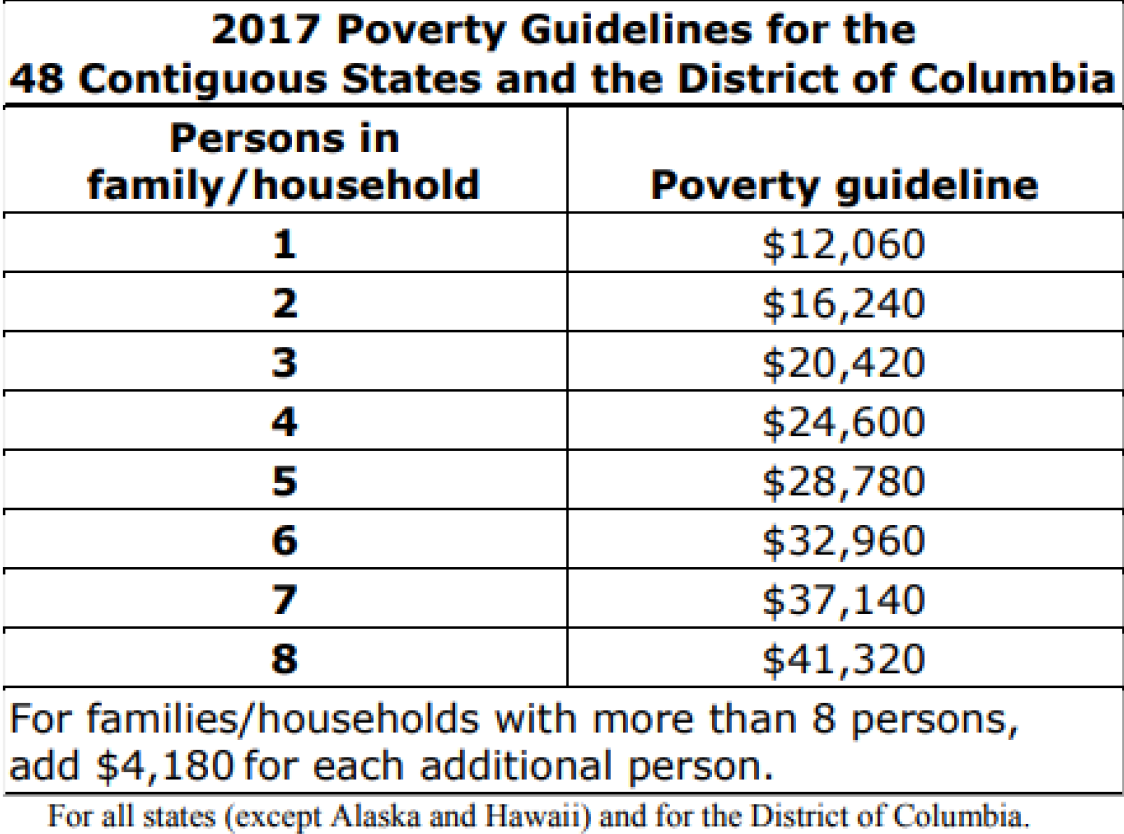 2017 Poverty Guidelines for the
48 Contiguous States and the District of Columbia
Persons in
family/household Poverty guideline
1 $12,060
2 $16,240
3 $20,420
4 $24,600
5 $28,780
6 $32,960
7 $37,140
8 $41,320
For families/households with more than 8 persons,
add $4,180 for each additional person.
For all states (except Alaska and Hawaii) and for the District of Columbia.